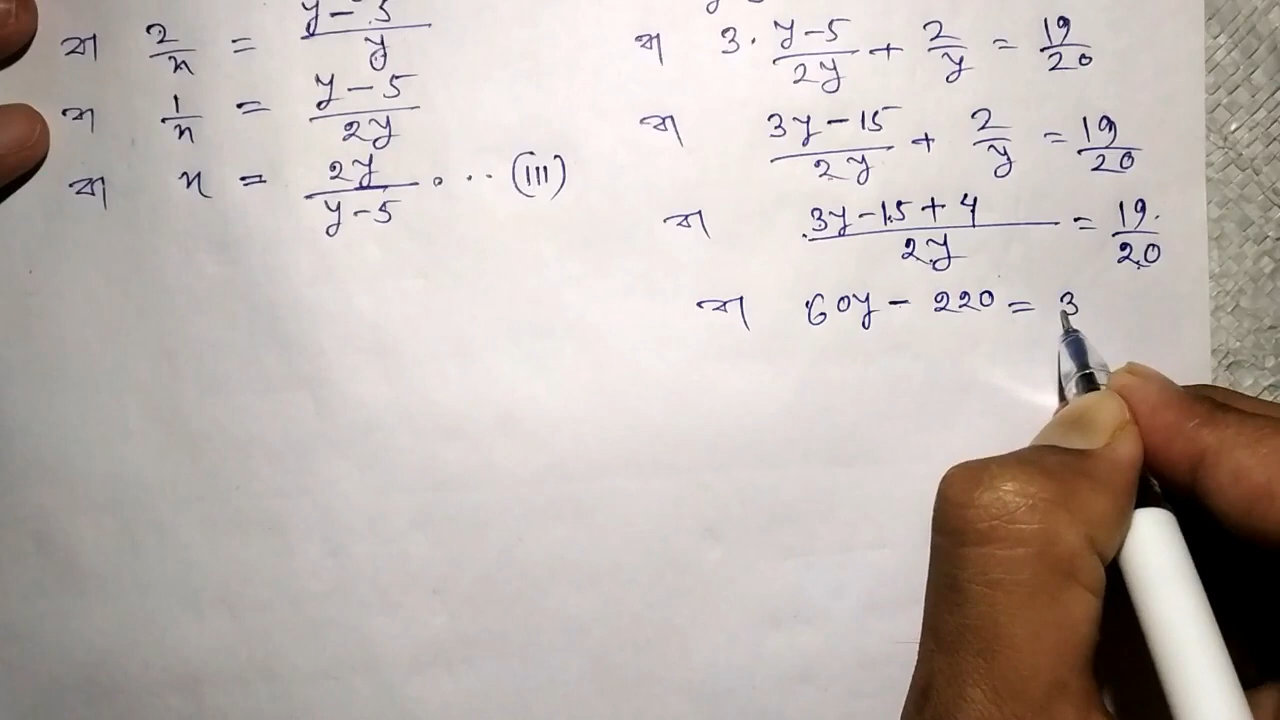 বা 2/x = (y-5)/y
বা 1/x = (y-5)/2y
বা x = 2y/(y-5) ... (III)
বা 3. (y-5)/2y + 2/y = 19/20
বা (3y-15)/2y + 2/y = 19/20
বা (3y-15+4)/2y = 19/20
বা 60y - 220 = 3